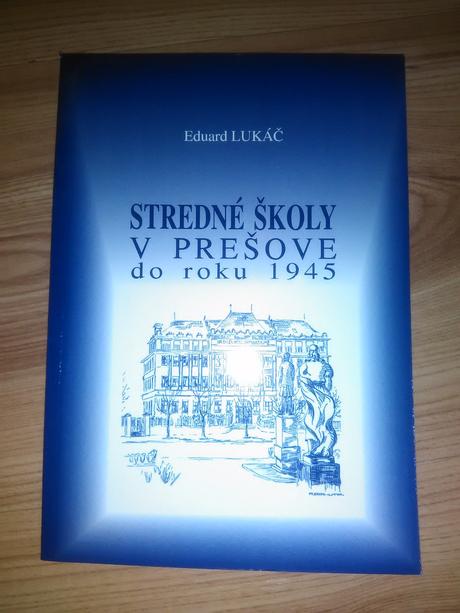 Eduard LUKÁČ
STREDNÉ ŠKOLY
V PREŠOVE
do roku 1945